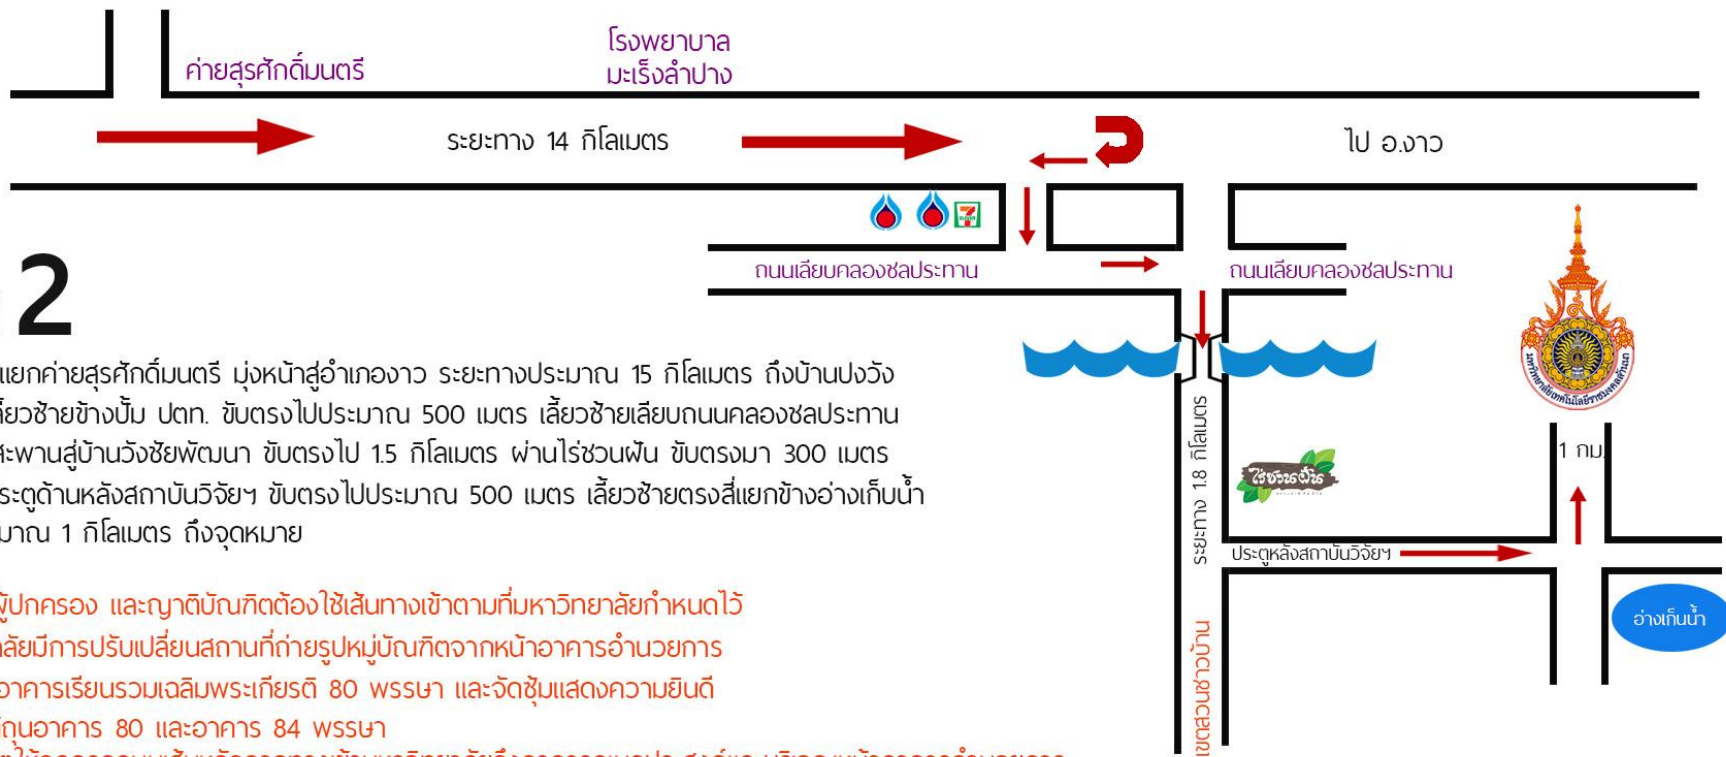 ค่ายสุรศักดิ์มนตรี
โรงพยาบาล
มะเร็งลำปาง
ระยะทาง 14 กิโลเมตร
ไป อ.งาว
7
ถนนเลียบคลองชลประทาน
ถนนเลียบคลองชลประทาน
2
แยกค่ายสุรศักดิ์มนตรี มุ่งหน้าสู่อำเภองาว ระยะทางประมาณ 15 กิโลเมตร ถึงบ้านปงวัง
เลี้ยวซ้ายข้างปั้ม ปตท. ขับตรงไปประมาณ 500 เมตร เลี้ยวซ้ายเลียบถนนคลองชลประทาน
สะพานสู่บ้านวังชัยพัฒนา ขับตรงไป 1.5 กิโลเมตร ผ่านไร่ชวนฝัน ขับตรงมา 300 เมตร
ประตูด้านหลังสถาบันวิจัยฯ ขับตรงไปประมาณ 500 เมตร เลี้ยวซ้ายตรงสี่แยกข้างอ่างเก็บน้ำ
มาณ 1 กิโลเมตร ถึงจุดหมาย
มหาวิทยาลัยเทคโนโลยีราชมงคลล้านนา
ระยะทาง 1.8 กิโลเมตร
ไร่ชวนฝัน
1 กม.
ประตูหลังสถาบันวิจัยฯ
อ่างเก็บน้ำ
ผู้ปกครอง และญาติบัณฑิตต้องใช้เส้นทางเข้าตามที่มหาวิทยาลัยกำหนดไว้
ลัยมีการปรับเปลี่ยนสถานที่ถ่ายรูปหมู่บัณฑิตจากหน้าอาคารอำนวยการ
อาคารเรียนรวมเฉลิมพระเกียรติ 80 พรรษา และจัดซุ้มแสดงความยินดี
ถุนอาคาร 80 และอาคาร 84 พรรษา